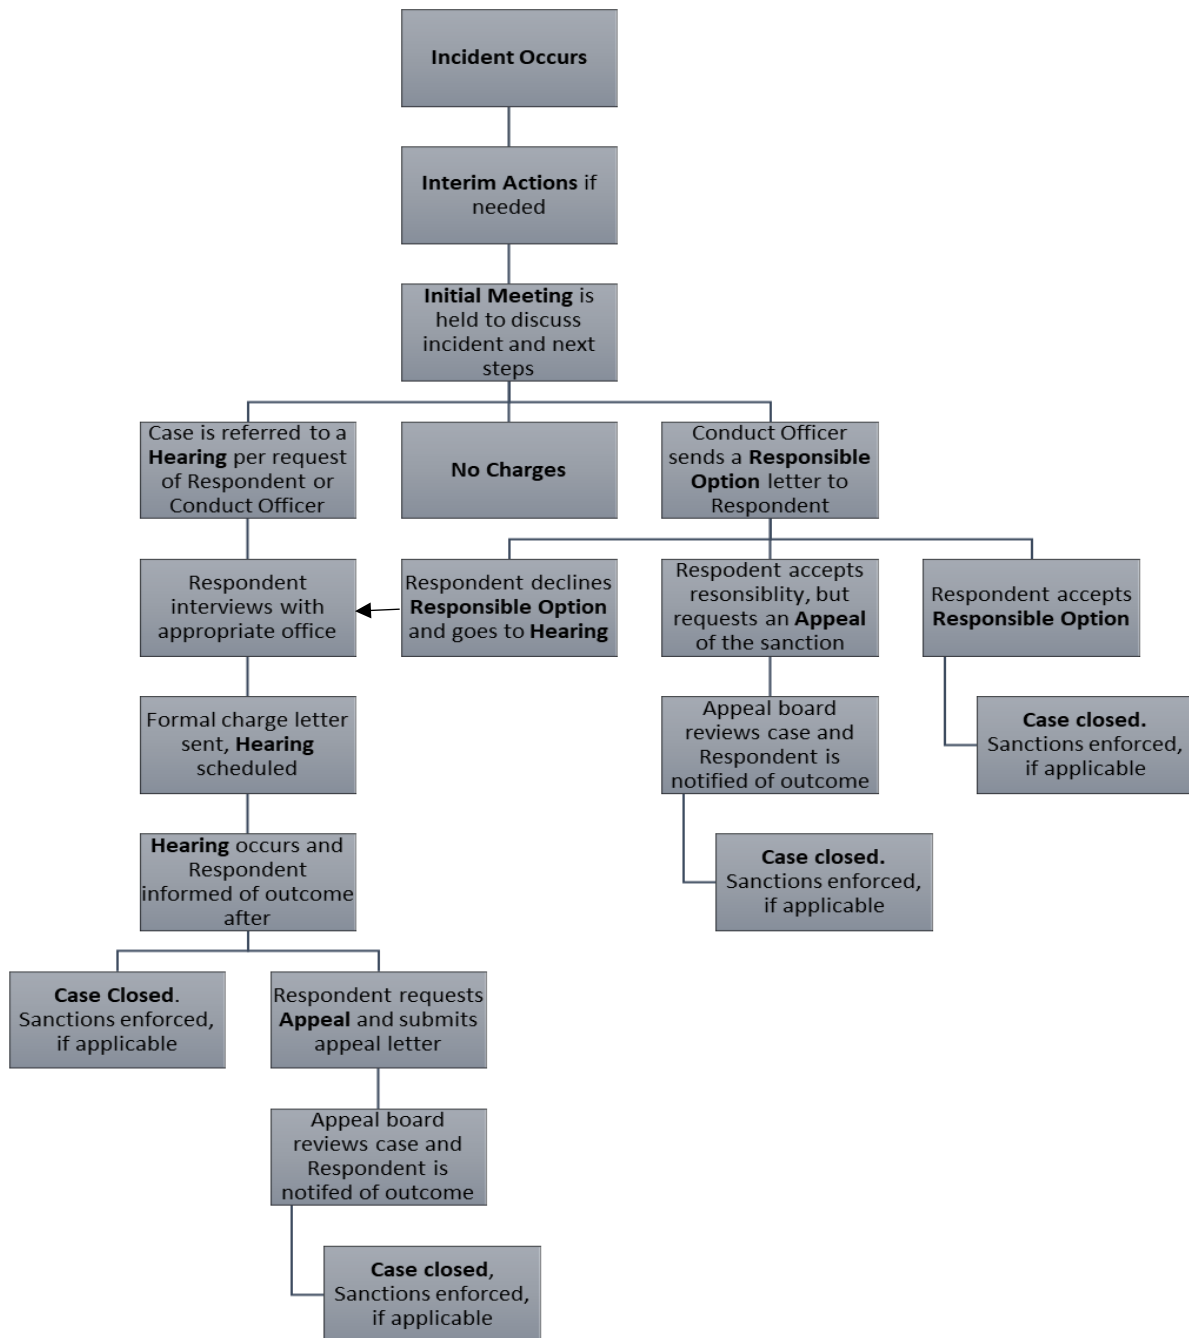 Incident Occurs
Interim Actions if
needed
Initial Meeting is
held to discuss
incident and next
steps
Case is referred to a
Hearing per request
of Respondent or
Conduct Officer
No Charges
Conduct Officer
sends a Responsible
Option letter to
Respondent
Respondent
interviews with
appropriate office
Respondent declines
Responsible Option
and goes to Hearing
Respodent accepts
resonsiblity, but
requests an Appeal
of the sanction
Respondent accepts
Responsible Option
Formal charge letter
sent, Hearing
scheduled
Appeal board
reviews case and
Respondent is
notified of outcome
Case closed.
Sanctions enforced,
if applicable
Hearing occurs and
Respondent
informed of outcome
after
Case closed.
Sanctions enforced,
if applicable
Case Closed.
Sanctions enforced,
if applicable
Respondent requests
Appeal and submits
appeal letter
Appeal board
reviews case and
Respondent is
notifed of outcome
Case closed,
Sanctions enforced,
if applicable